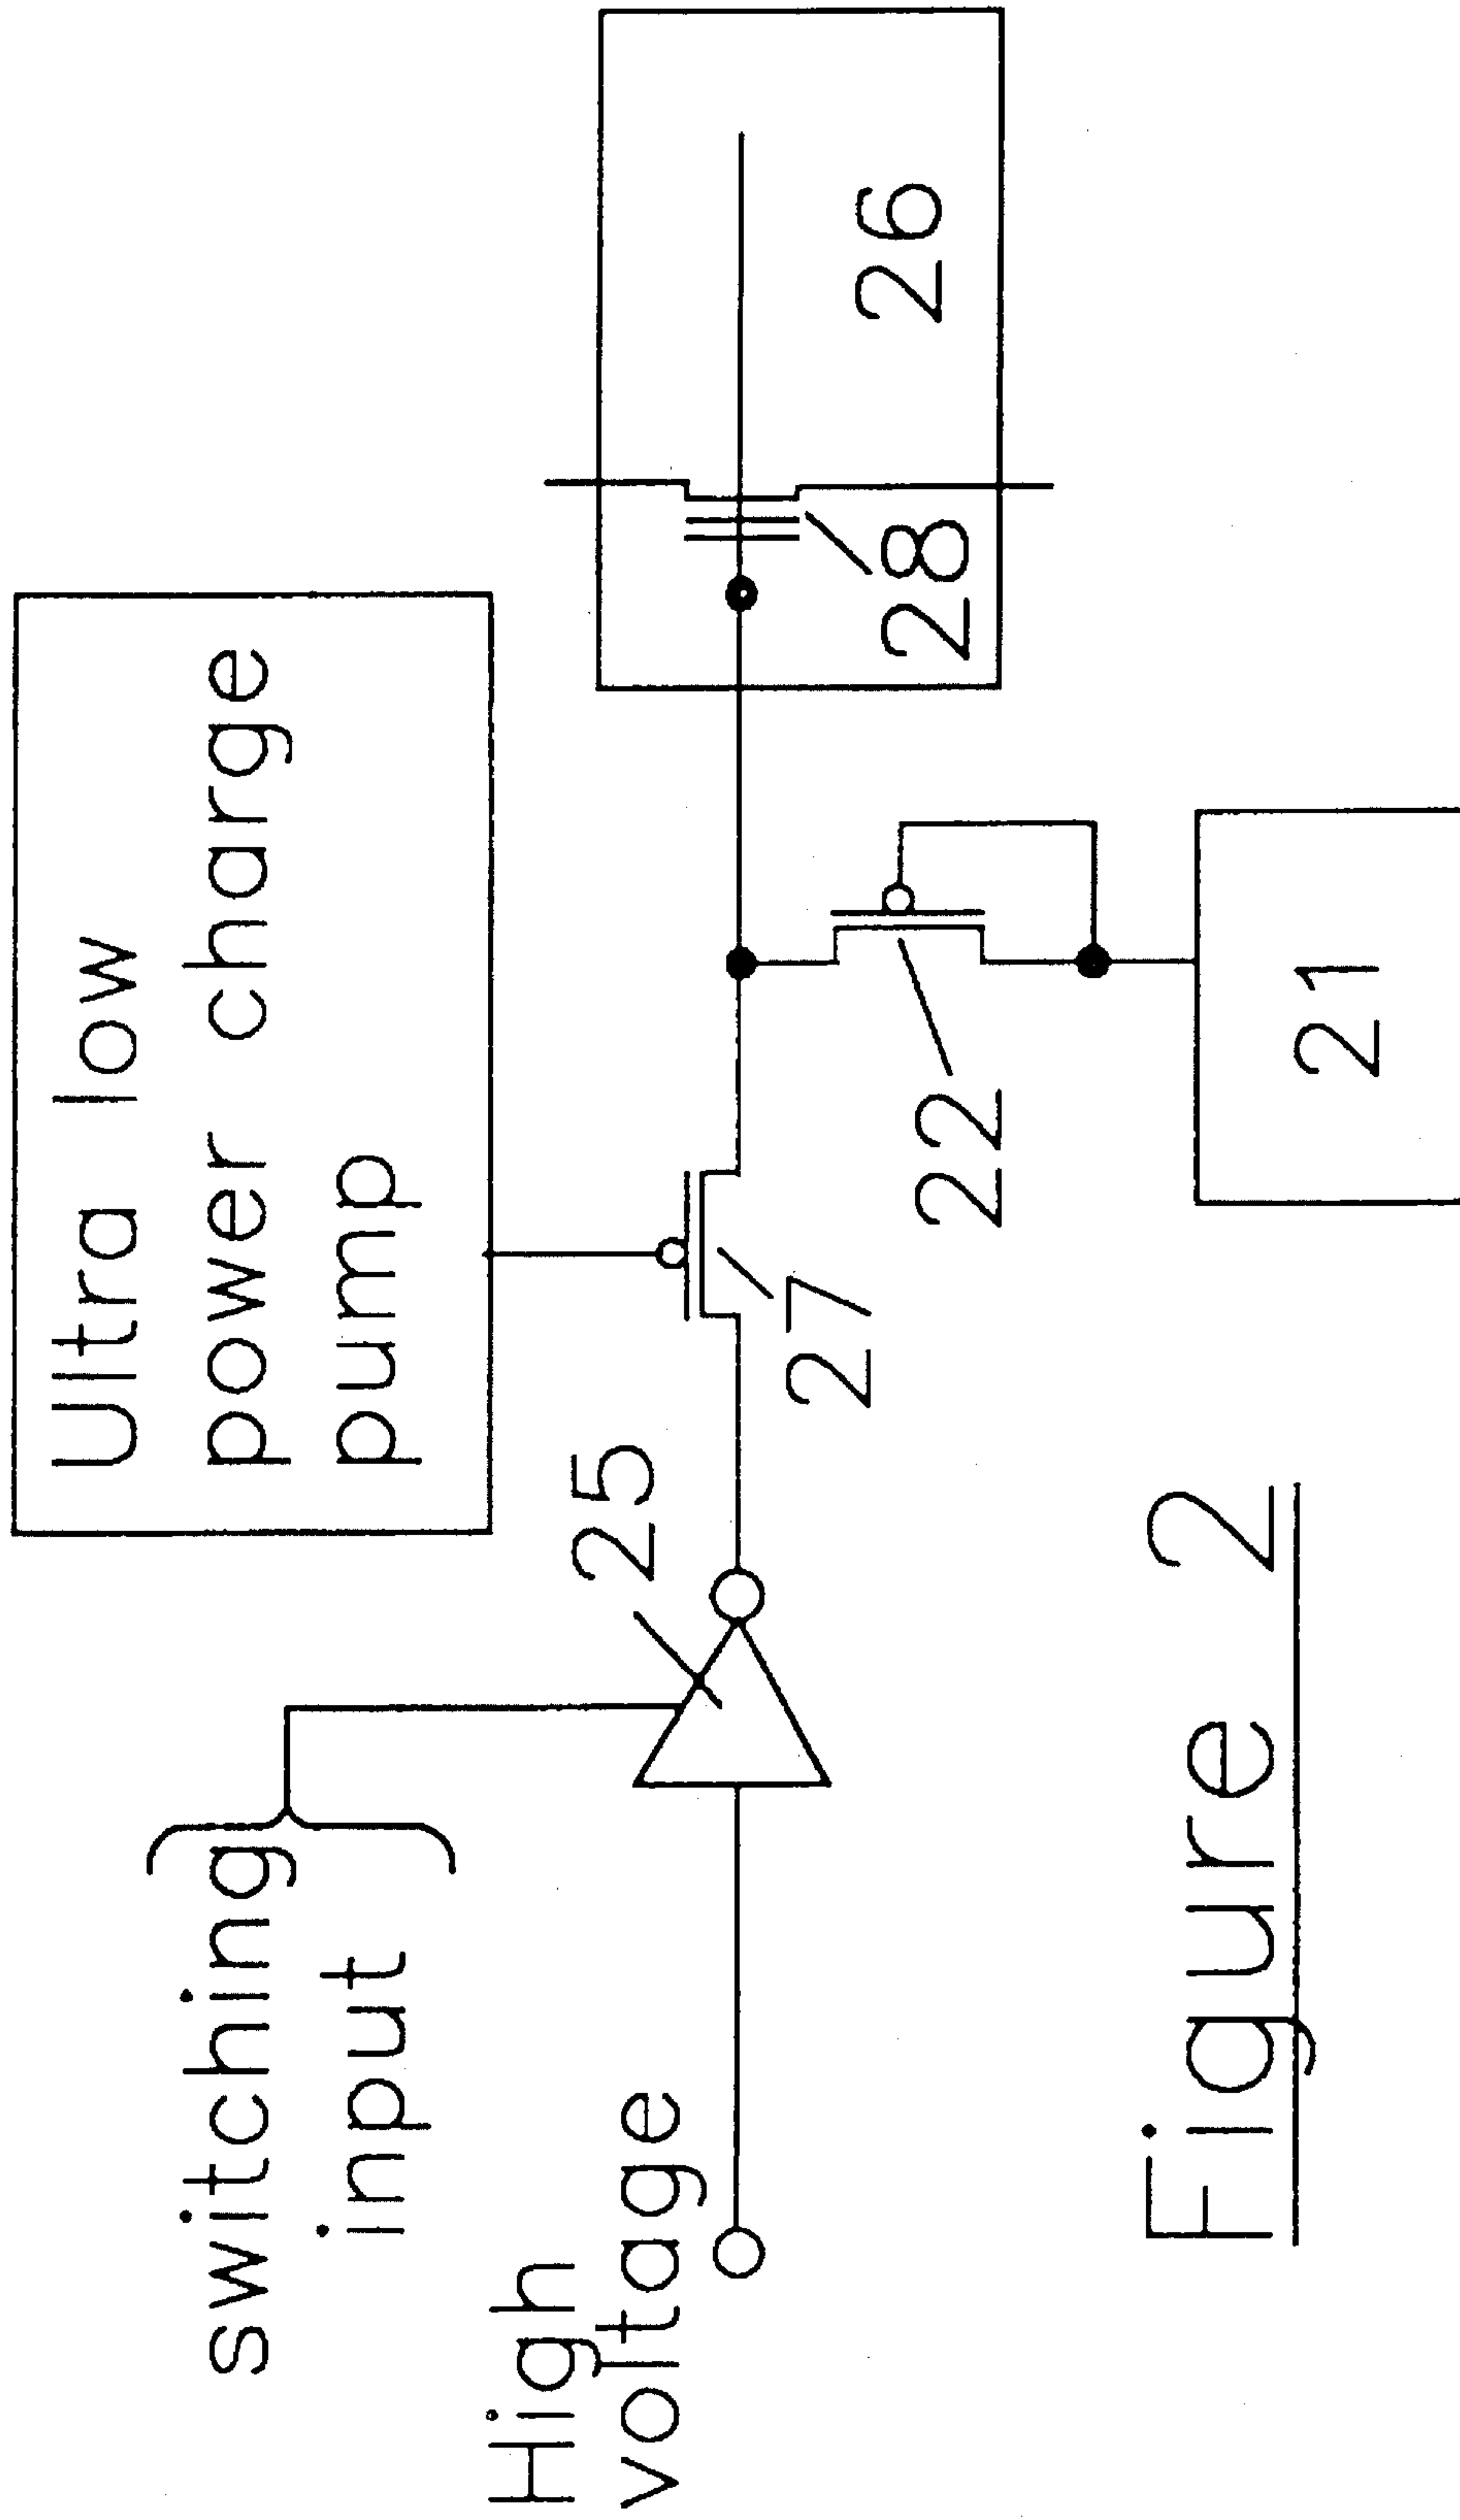 Ultra low
power charge
pump
switching
input
High
voltage
25
27
22
28
26
21
Figure 2